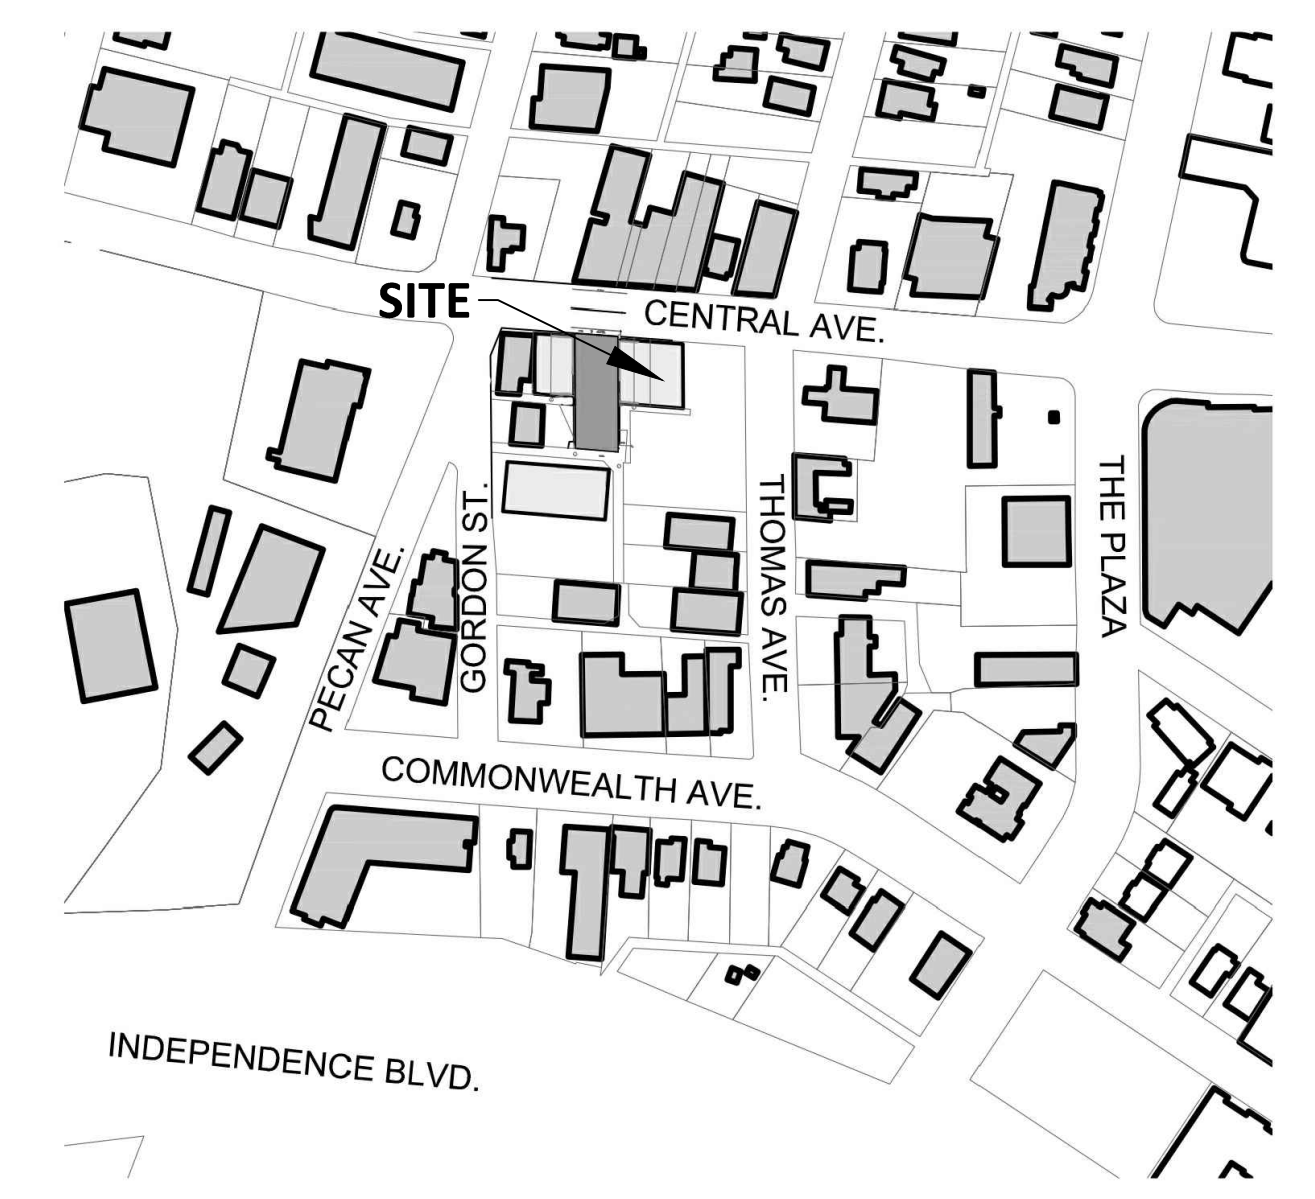 SITE
CENTRAL AVE.
THE PLAZA
THOMAS AVE.
GORDON ST.
PECAN AVE.
COMMONWEALTH AVE.
INDEPENDENCE BLVD.